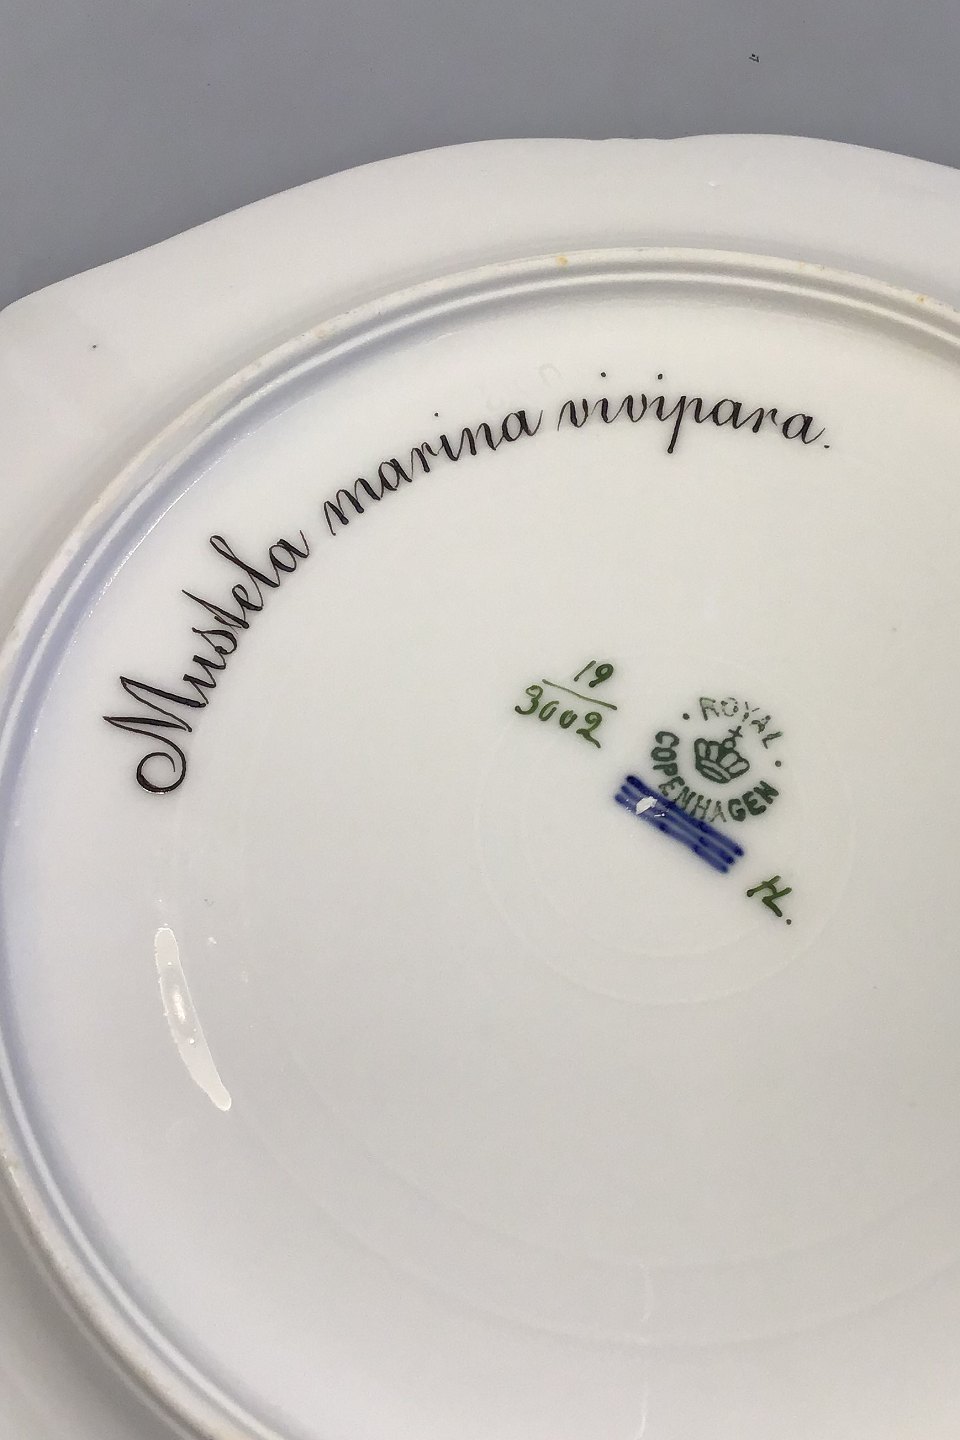 Mustela marina vivipara.
19
3002
ROYAL
COPENHAGEN
H.